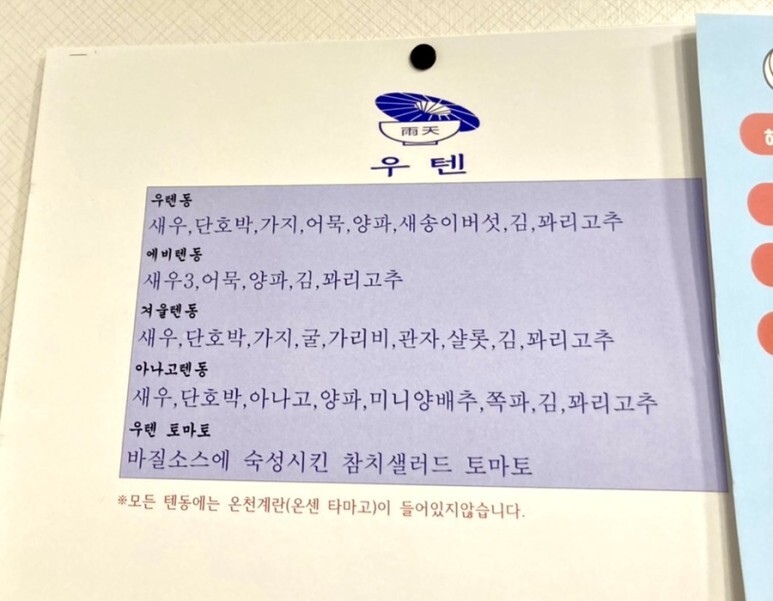 雨天
우텐
우텐동
새우,단호박,가지,어묵,양파,새송이버섯,김,꽈리고추
에비텐동
새우3,어묵,양파,김,꽈리고추
겨울텐동
새우,단호박,가지,굴,가리비,관자,샬롯,김,꽈리고추
아나고텐동
새우,단호박,아나고,양파,미니양배추,쪽파,김,꽈리고추
우텐 토마토
바질소스에 숙성시킨 참치샐러드 토마토
※모든 텐동에는 온천계란(온센 타마고)이 들어있지않습니다.